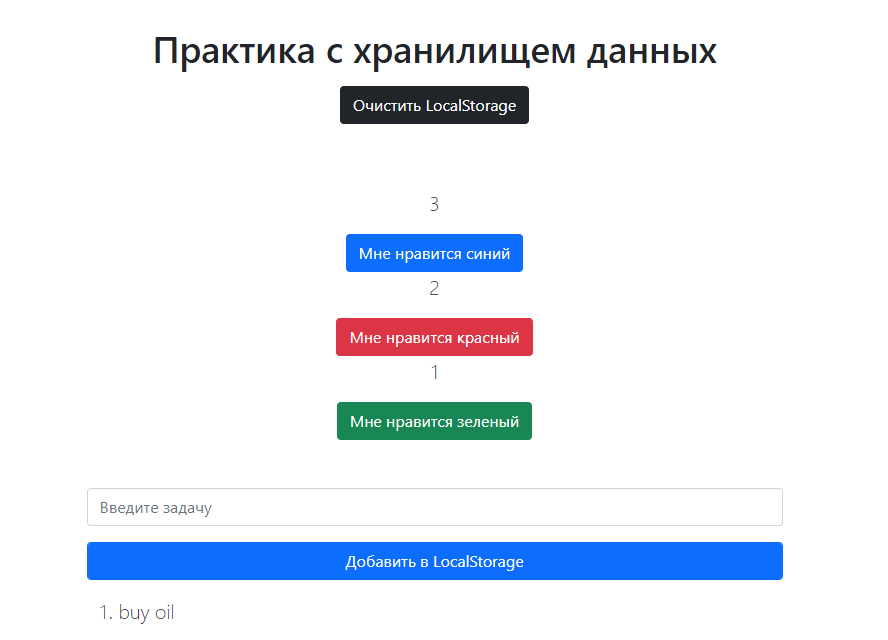 Практика с хранилищем данных
Очистить LocalStorage
3
Мне нравится синий
2
Мне нравится красный
1
Мне нравится зеленый
Введите задачу
Добавить в LocalStorage
1. buy oil